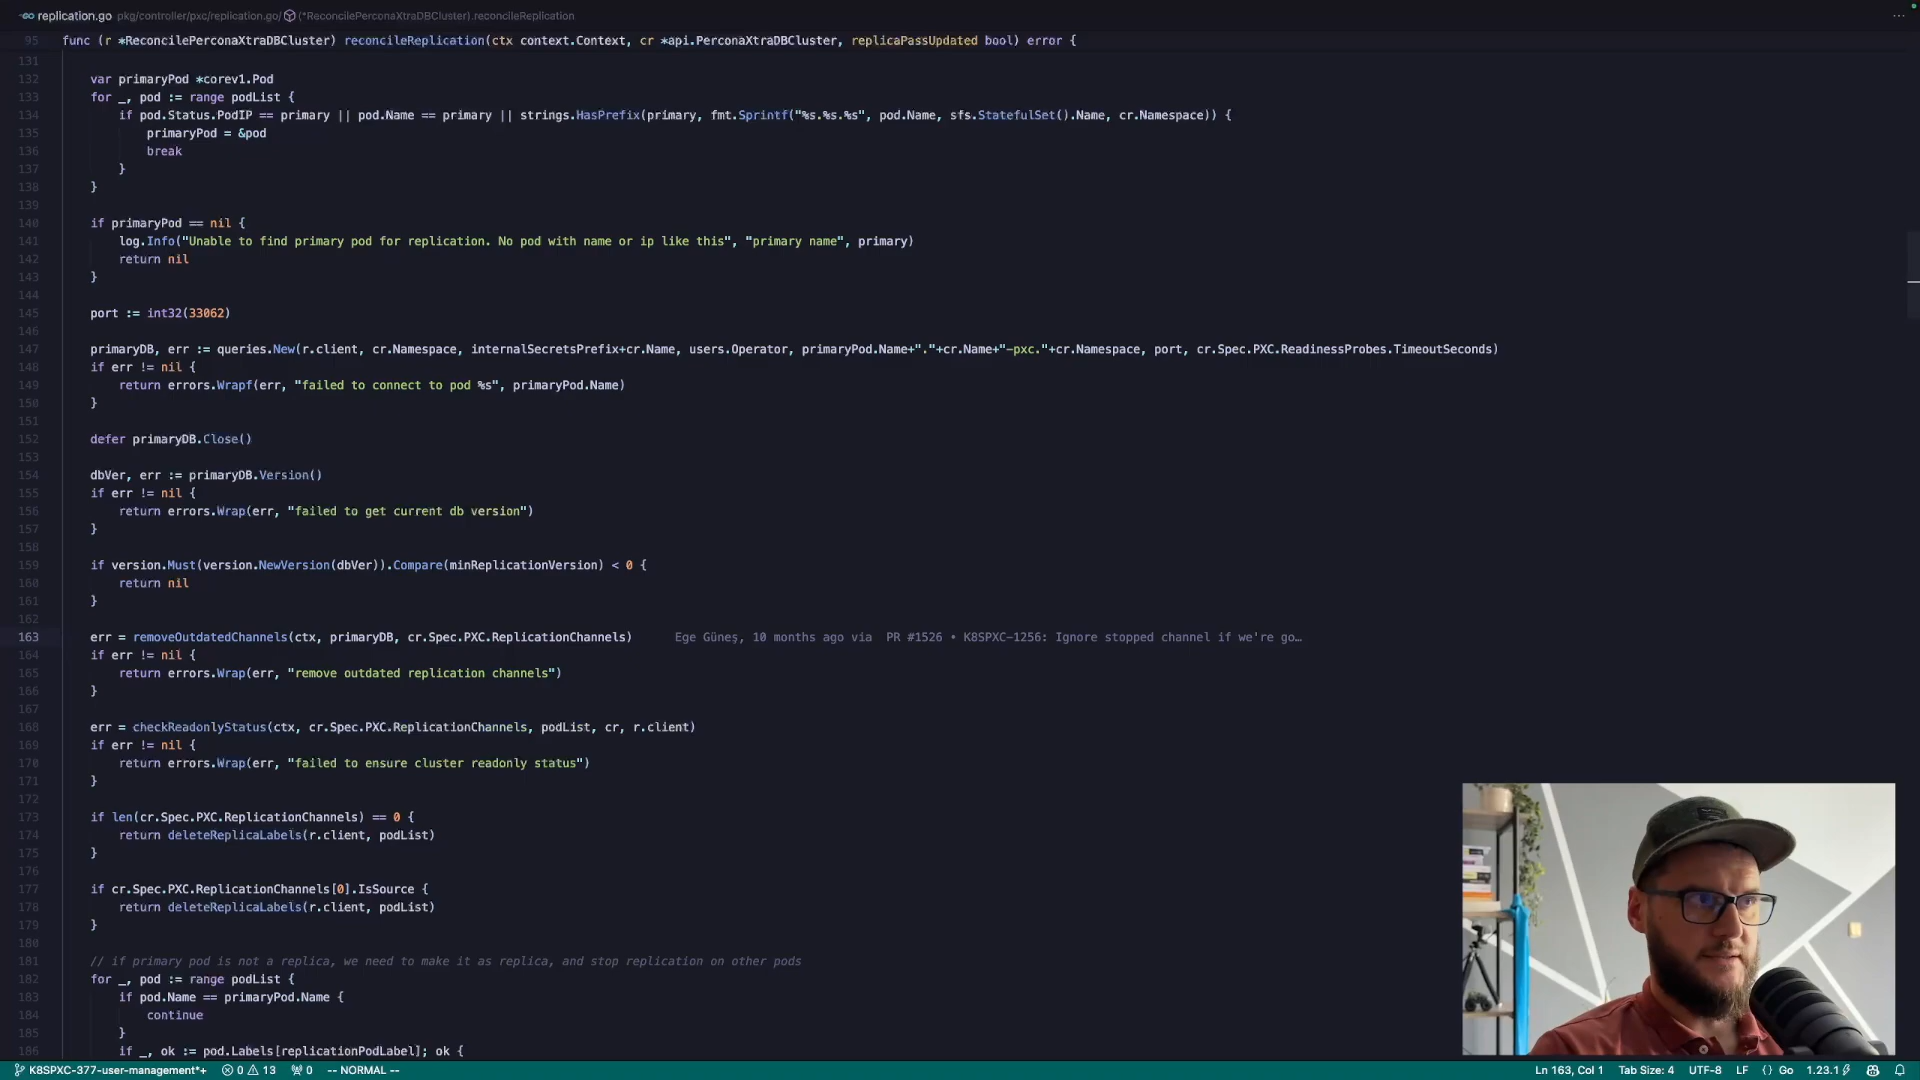 replication.go pkg/controller/pxc/replication.go/ (*ReconcilePerconaXtraDBCluster).reconcileReplication
95 func (r *ReconcilePerconaXtraDBCluster) reconcileReplication(ctx context.Context, cr *api.PerconaXtraDBCluster, replicaPassUpdated bool) error {
131
132 var primaryPod *corev1.Pod
133 for _, pod := range podList {
134 if pod.Status.PodIP == primary || pod.Name == primary || strings.HasPrefix(primary, fmt.Sprintf("%s.%s.%s", pod.Name, sfs.StatefulSet().Name, cr.Namespace)) {
135 primaryPod = &pod
136 break
137 }
138 }
139
140 if primaryPod == nil {
141 log.Info("Unable to find primary pod for replication. No pod with name or ip like this", "primary name", primary)
142 return nil
143 }
144
145 port := int32(33062)
146
147 primaryDB, err := queries.New(r.client, cr.Namespace, internalSecretsPrefix+cr.Name, users.Operator, primaryPod.Name+"."+cr.Name+"-pxc."+cr.Namespace, port, cr.Spec.PXC.ReadinessProbes.TimeoutSeconds)
148 if err != nil {
149 return errors.Wrapf(err, "failed to connect to pod %s", primaryPod.Name)
150 }
151
152 defer primaryDB.Close()
153
154 dbVer, err := primaryDB.Version()
155 if err != nil {
156 return errors.Wrap(err, "failed to get current db version")
157 }
158
159 if version.Must(version.NewVersion(dbVer)).Compare(minReplicationVersion) < 0 {
160 return nil
161 }
162
163 err = removeOutdatedChannels(ctx, primaryDB, cr.Spec.PXC.ReplicationChannels) Ege Güneş, 10 months ago via PR #1526 • K8SPXC-1256: Ignore stopped channel if we're go…
164 if err != nil {
165 return errors.Wrap(err, "remove outdated replication channels")
166 }
167
168 err = checkReadonlyStatus(ctx, cr.Spec.PXC.ReplicationChannels, podList, cr, r.client)
169 if err != nil {
170 return errors.Wrap(err, "failed to ensure cluster readonly status")
171 }
172
173 if len(cr.Spec.PXC.ReplicationChannels) == 0 {
174 return deleteReplicaLabels(r.client, podList)
175 }
176
177 if cr.Spec.PXC.ReplicationChannels[0].IsSource {
178 return deleteReplicaLabels(r.client, podList)
179 }
180
181 // if primary pod is not a replica, we need to make it as replica, and stop replication on other pods
182 for _, pod := range podList {
183 if pod.Name == primaryPod.Name {
184 continue
185 }
186 if _, ok := pod.Labels[replicationPodLabel]; ok {
K8SPXC-377-user-management*+ 0 13 0 -- NORMAL -- Ln 163, Col 1 Tab Size: 4 UTF-8 LF {} Go 1.23.1